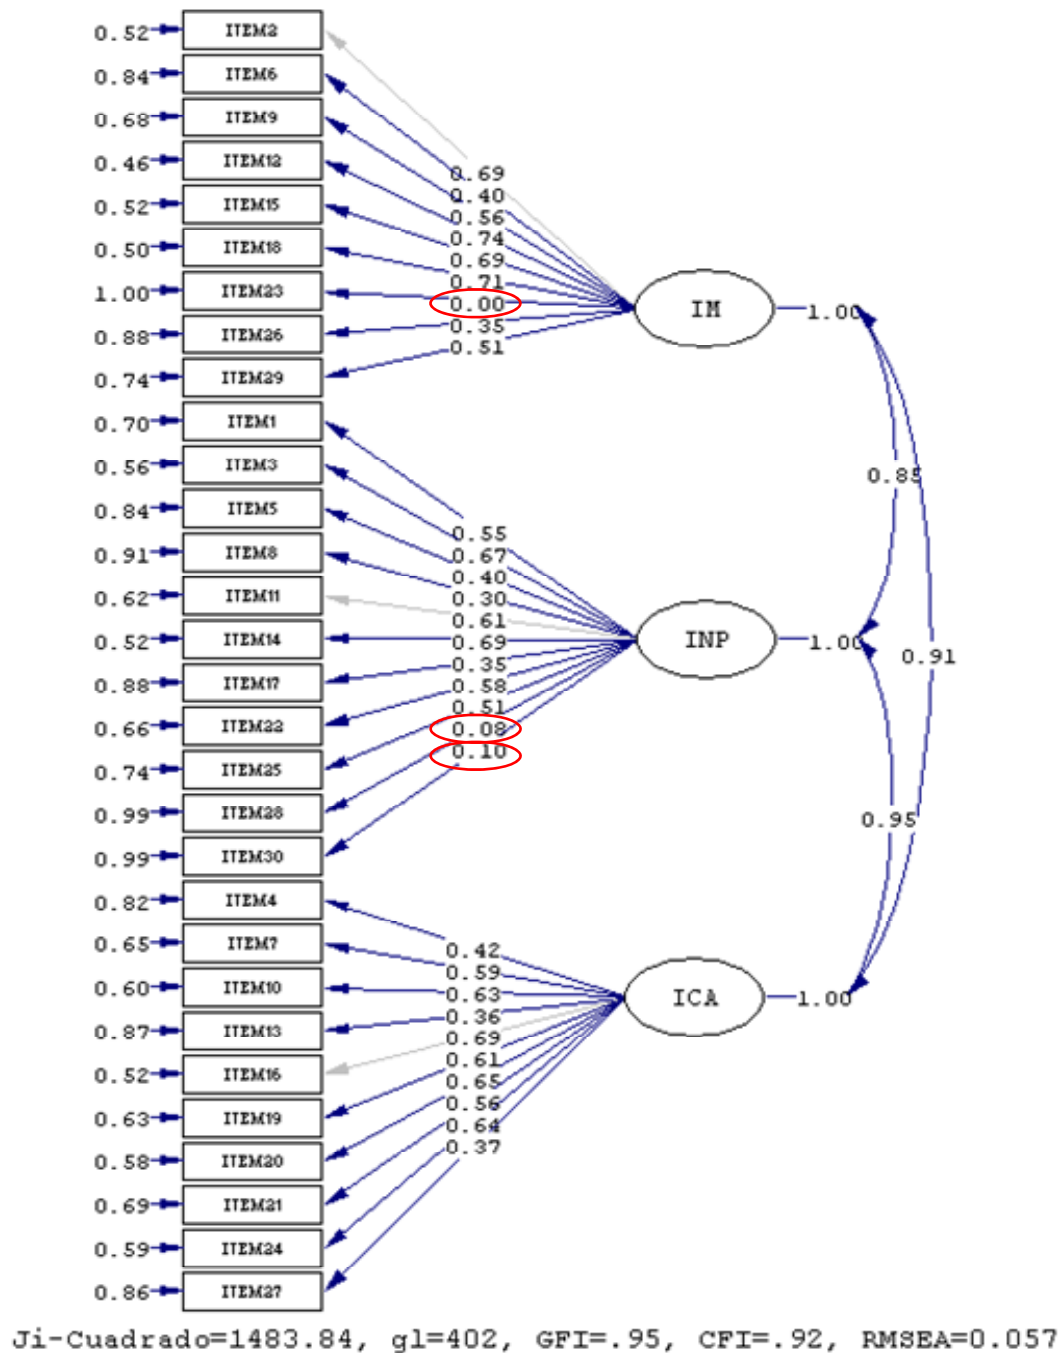 0.52 ITEM2
0.84 ITEM6
0.68 ITEM9
0.46 ITEM12
0.52 ITEM15
0.50 ITEM18
1.00 ITEM23
0.88 ITEM26
0.74 ITEM29
0.70 ITEM1
0.56 ITEM3
0.84 ITEM5
0.91 ITEM8
0.62 ITEM11
0.52 ITEM14
0.88 ITEM17
0.66 ITEM22
0.74 ITEM25
0.99 ITEM28
0.99 ITEM30
0.82 ITEM4
0.65 ITEM7
0.60 ITEM10
0.87 ITEM13
0.52 ITEM16
0.63 ITEM19
0.58 ITEM20
0.69 ITEM21
0.59 ITEM24
0.86 ITEM27
0.69
0.40
0.56
0.74
0.69
0.71
0.00
0.35
0.51
0.55
0.67
0.40
0.30
0.61
0.69
0.35
0.58
0.51
0.08
0.10
0.42
0.59
0.63
0.36
0.69
0.61
0.65
0.56
0.64
0.37
IM 1.00
INP 1.00
ICA 1.00
0.85
0.91
0.95
Ji-Cuadrado=1483.84, gl=402, GFI=.95, CFI=.92, RMSEA=0.057